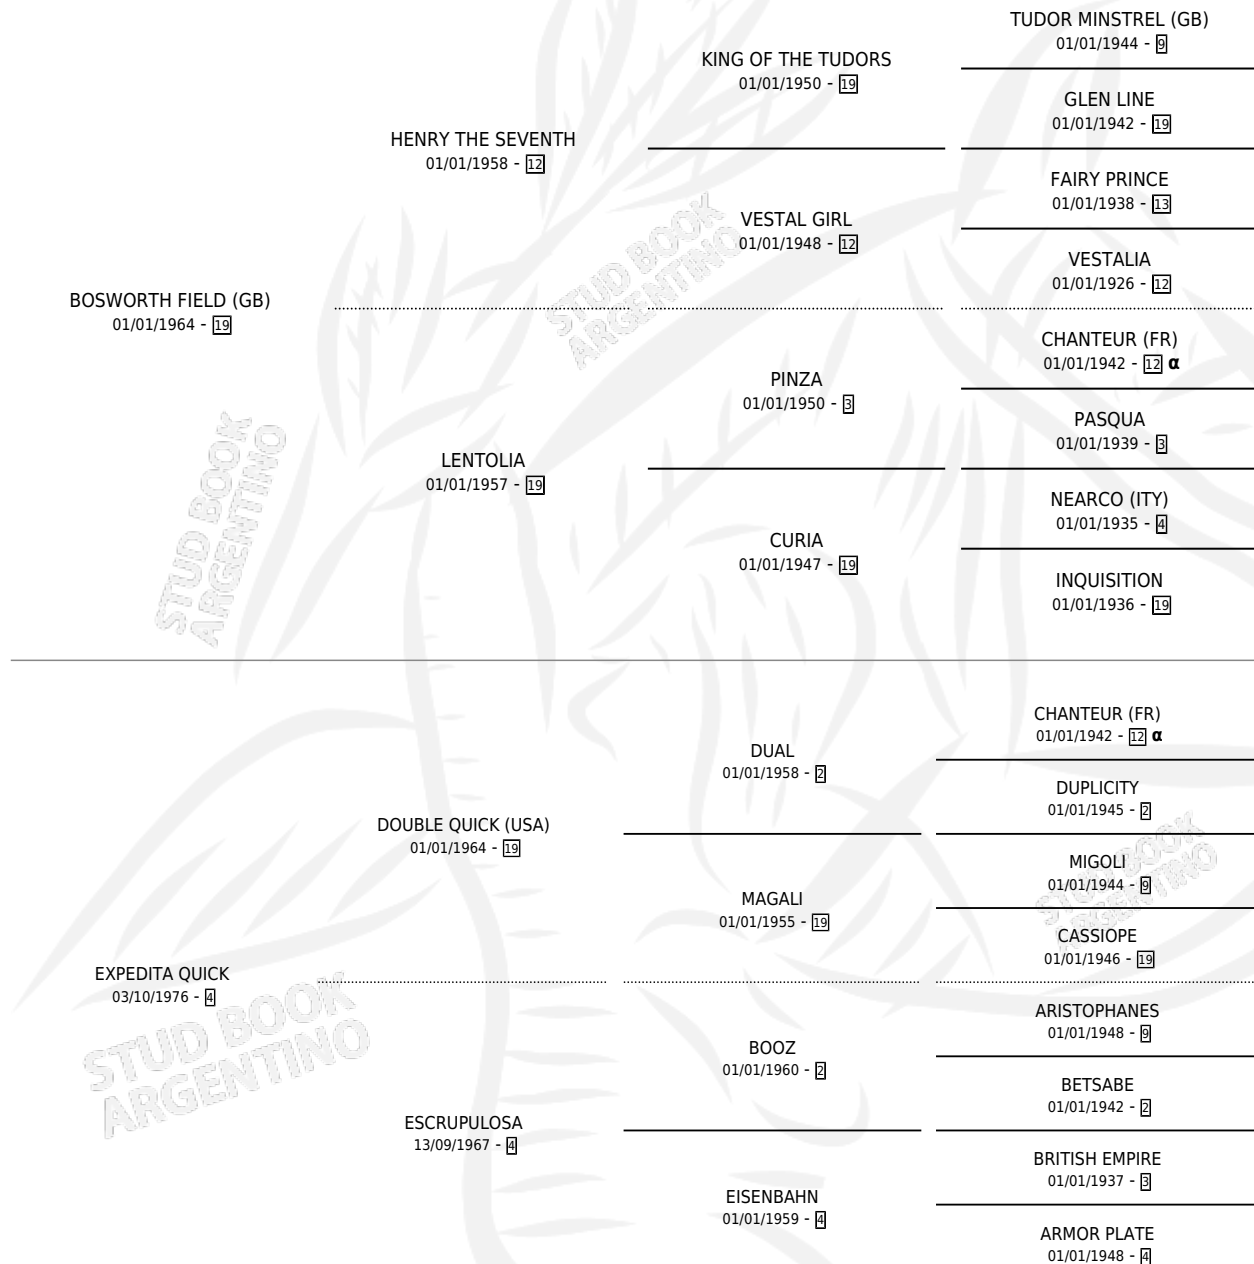 TUDOR MINSTREL (GB)
01/01/1944 - 9
KING OF THE TUDORS
01/01/1950 - 19
GLEN LINE
01/01/1942 - 19
HENRY THE SEVENTH
01/01/1958 - 12
FAIRY PRINCE
01/01/1938 - 13
VESTAL GIRL
01/01/1948 - 12
VESTALIA
01/01/1926 - 12
BOSWORTH FIELD (GB)
01/01/1964 - 19
CHANTEUR (FR)
01/01/1942 - 12 α
PINZA
01/01/1950 - 3
PASQUA
01/01/1939 - 3
LENTOLIA
01/01/1957 - 19
NEARCO (ITY)
01/01/1935 - 4
CURIA
01/01/1947 - 19
INQUISITION
01/01/1936 - 19
CHANTEUR (FR)
01/01/1942 - 12 α
DUAL
01/01/1958 - 2
DUPLICITY
01/01/1945 - 2
DOUBLE QUICK (USA)
01/01/1964 - 19
MIGOLI
01/01/1944 - 9
MAGALI
01/01/1955 - 19
CASSIOPE
01/01/1946 - 19
EXPEDITA QUICK
03/10/1976 - 4
ARISTOPHANES
01/01/1948 - 9
BOOZ
01/01/1960 - 2
BETSABE
01/01/1942 - 2
ESCRUPULOSA
13/09/1967 - 4
BRITISH EMPIRE
01/01/1937 - 3
EISENBAHN
01/01/1959 - 4
ARMOR PLATE
01/01/1948 - 4
STUD BOOK
ARGENTINO
STUD BOOK
ARGENTINO
STUD BOOK
ARGENTINO
STUD BOOK
ARGENTINO